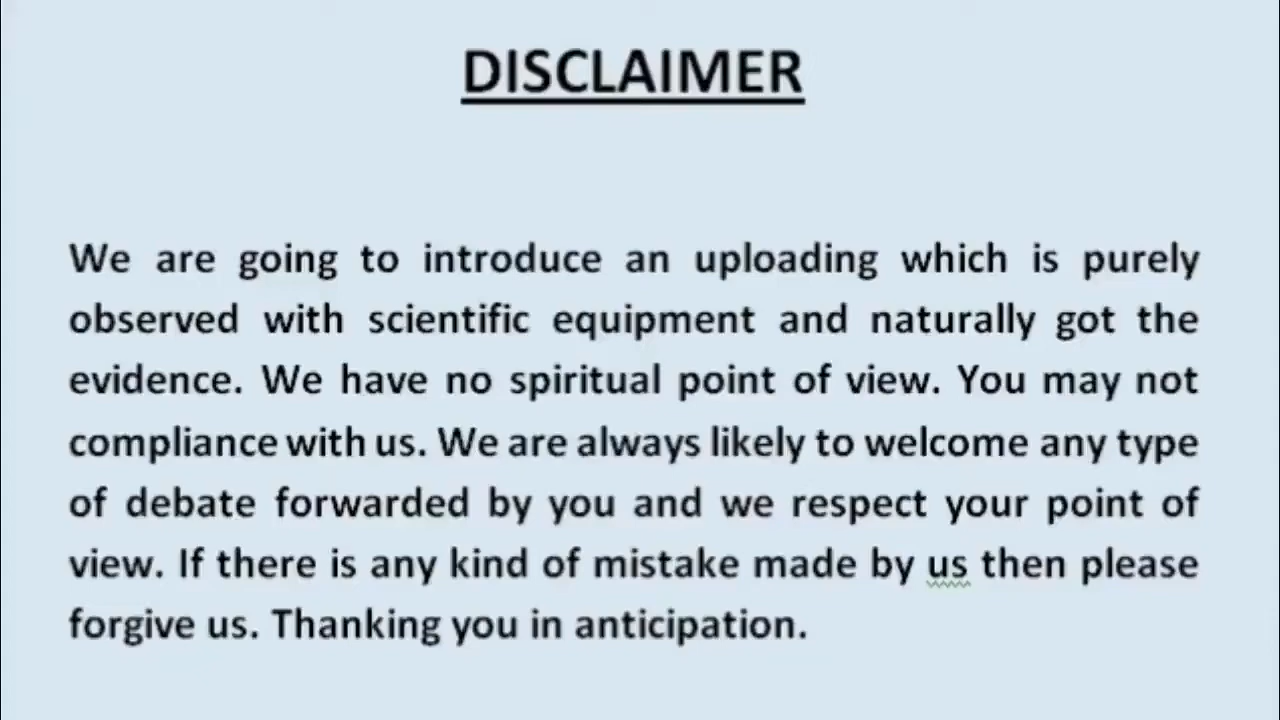 DISCLAIMER
We are going to introduce an uploading which is purely
observed with scientific equipment and naturally got the
evidence. We have no spiritual point of view. You may not
compliance with us. We are always likely to welcome any type
of debate forwarded by you and we respect your point of
view. If there is any kind of mistake made by us then please
forgive us. Thanking you in anticipation.